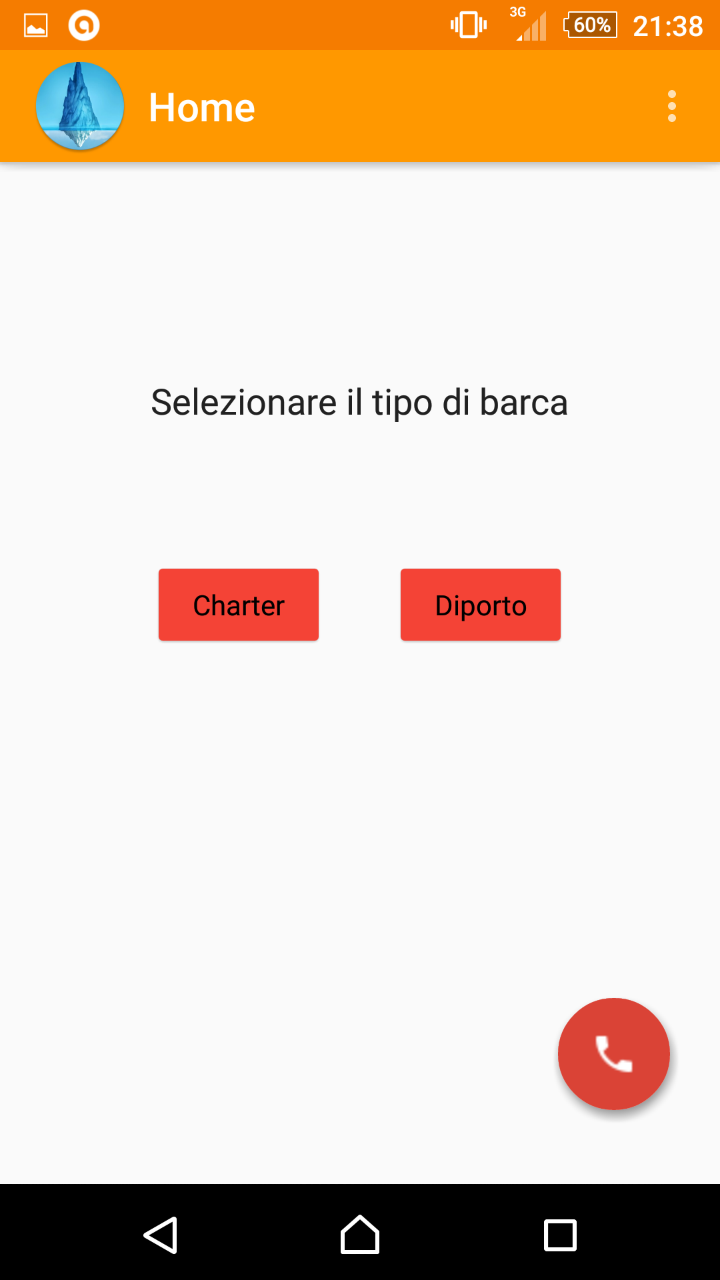 3G 60% 21:38
Home
Selezionare il tipo di barca
Charter Diporto